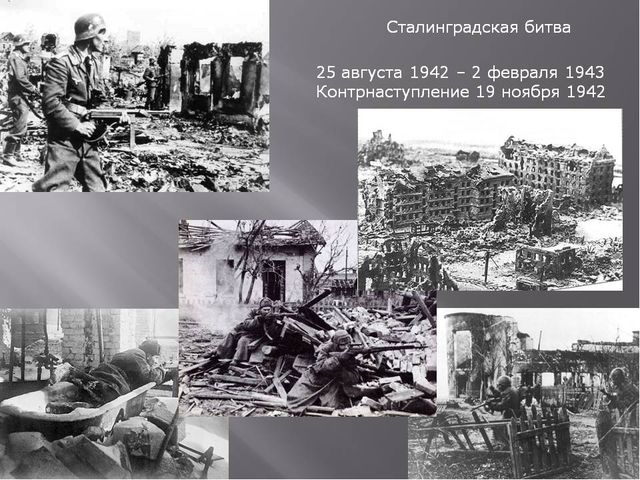 Сталинградская битва
25 августа 1942 – 2 февраля 1943
Контрнаступление 19 ноября 1942